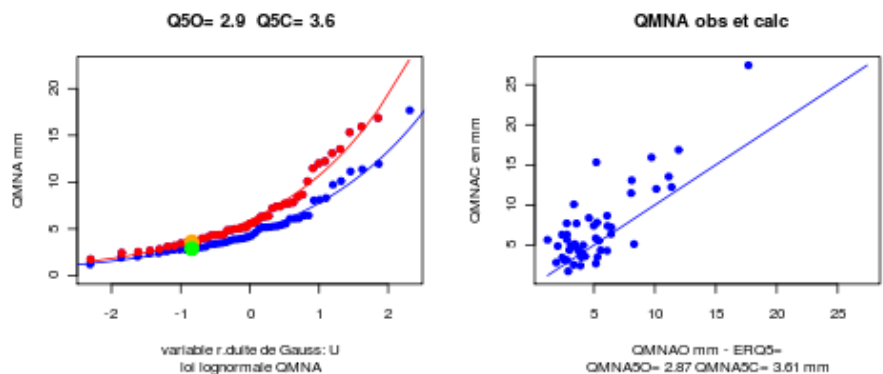 Q5O= 2.9 Q5C= 3.6
QMNA mm
20
15
10
5
0
-2 -1 0 1 2
variable r.duite de Gauss: U
loi lognormale QMNA
QMNA obs et calc
QMNAC en mm
25
20
15
10
5
5 10 15 20 25
QMNAO mm - ERQ5=
QMNA5O= 2.87 QMNA5C= 3.61 mm